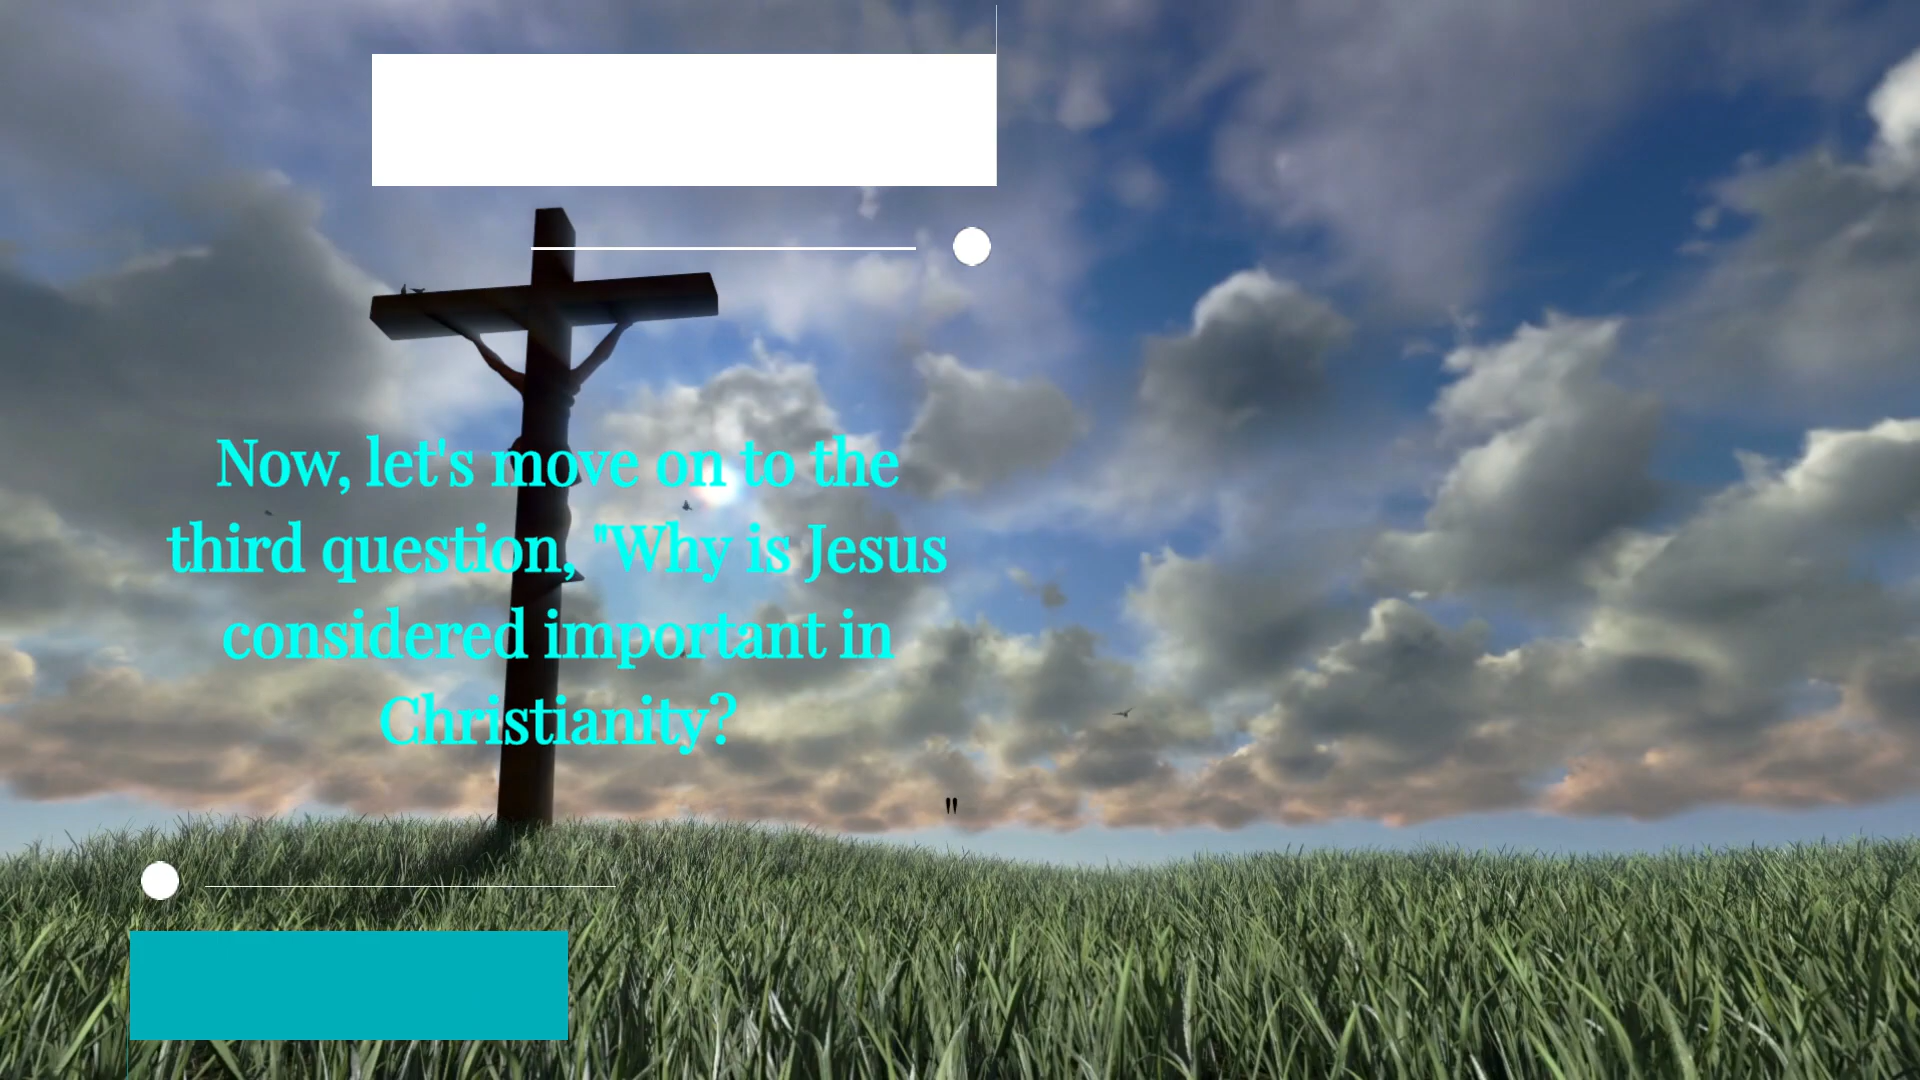 Now, let's move on to the
third question, "Why is Jesus
considered important in
Christianity?
"